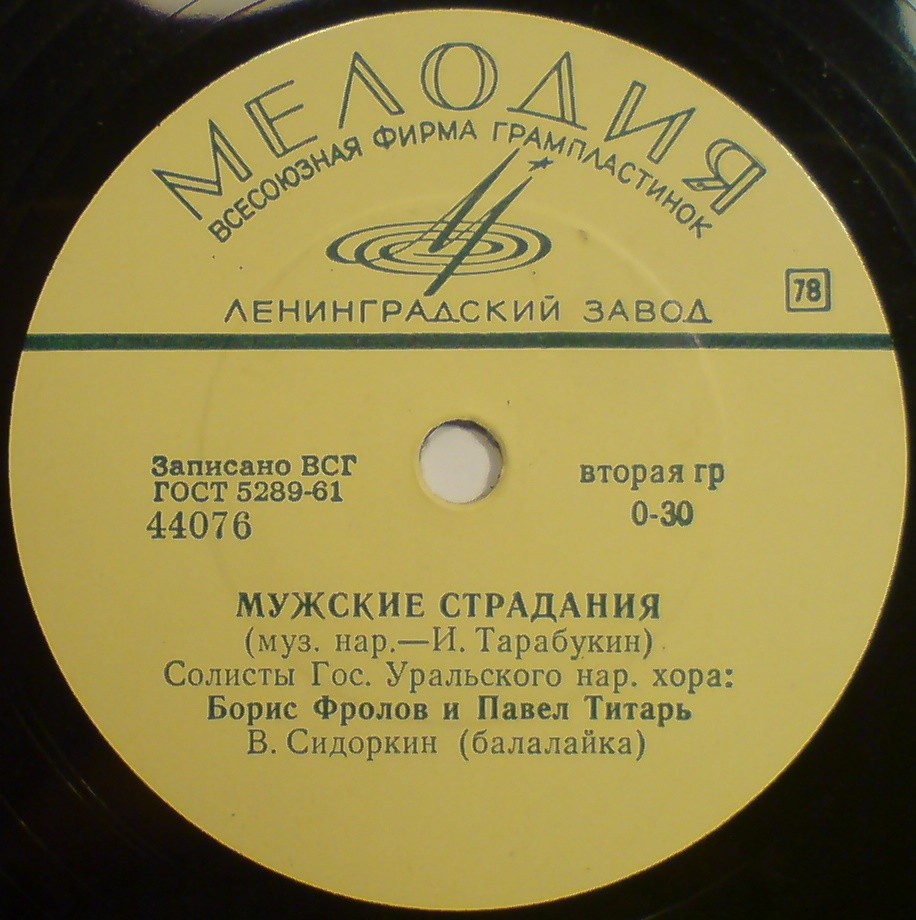 МЕЛОДИЯ
ВСЕСОЮЗНАЯ ФИРМА ГРАМПЛАСТИНОК
ЛЕНИНГРАДСКИЙ ЗАВОД
78
Записано ВСГ
ГОСТ 5289-61
44076
вторая гр
0-30
МУЖСКИЕ СТРАДАНИЯ
(муз. нар.—И. Тарабукин)
Солисты Гос. Уральского нар. хора:
Борис Фролов и Павел Титарь
В. Сидоркин (балалайка)